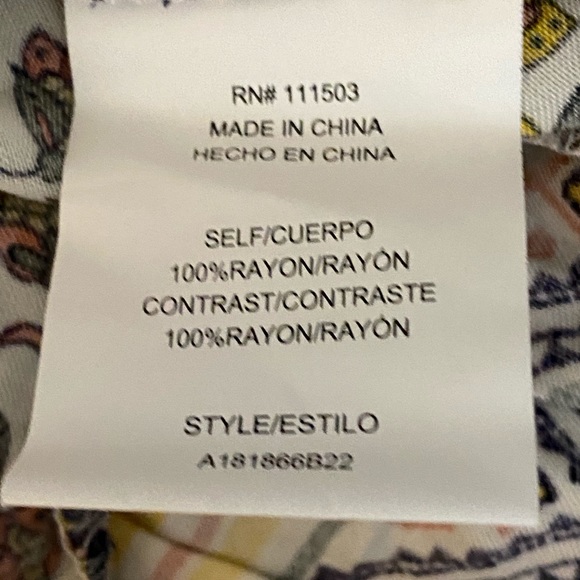 RN# 111503
MADE IN CHINA
HECHO EN CHINA
SELF/CUERPO
100%RAYON/RAYÓN
CONTRAST/CONTRASTE
100%RAYON/RAYÓN
STYLE/ESTILO
A181866B22